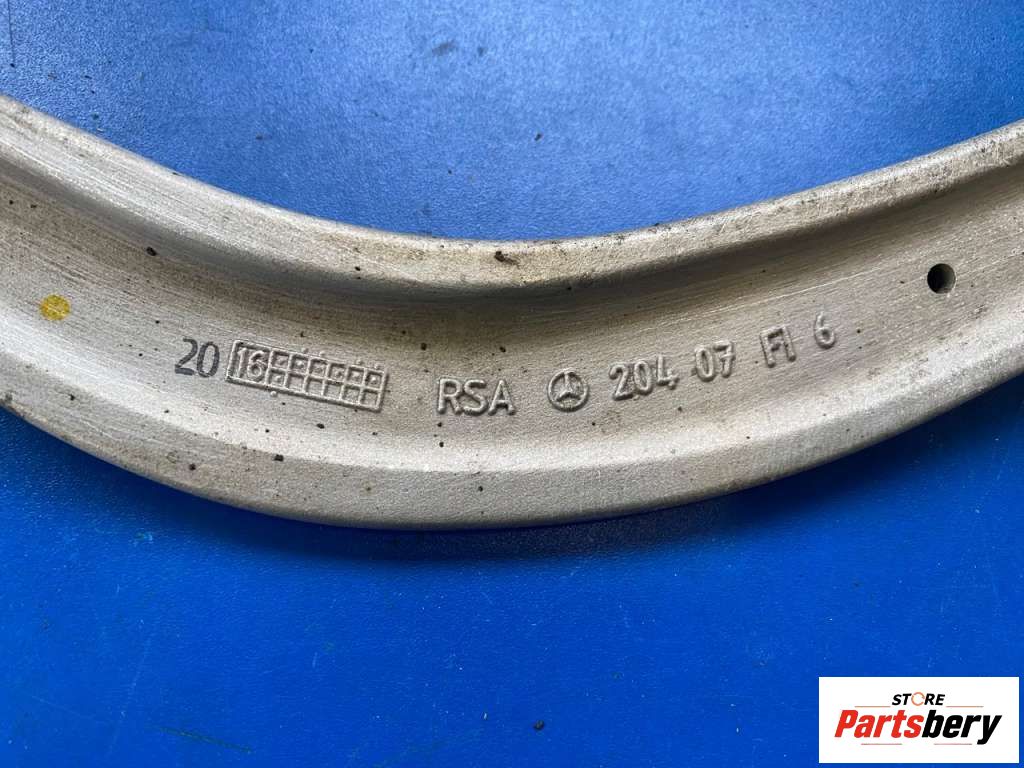 20 16 RSA 204 07 FI 6
STORE
Partsbery